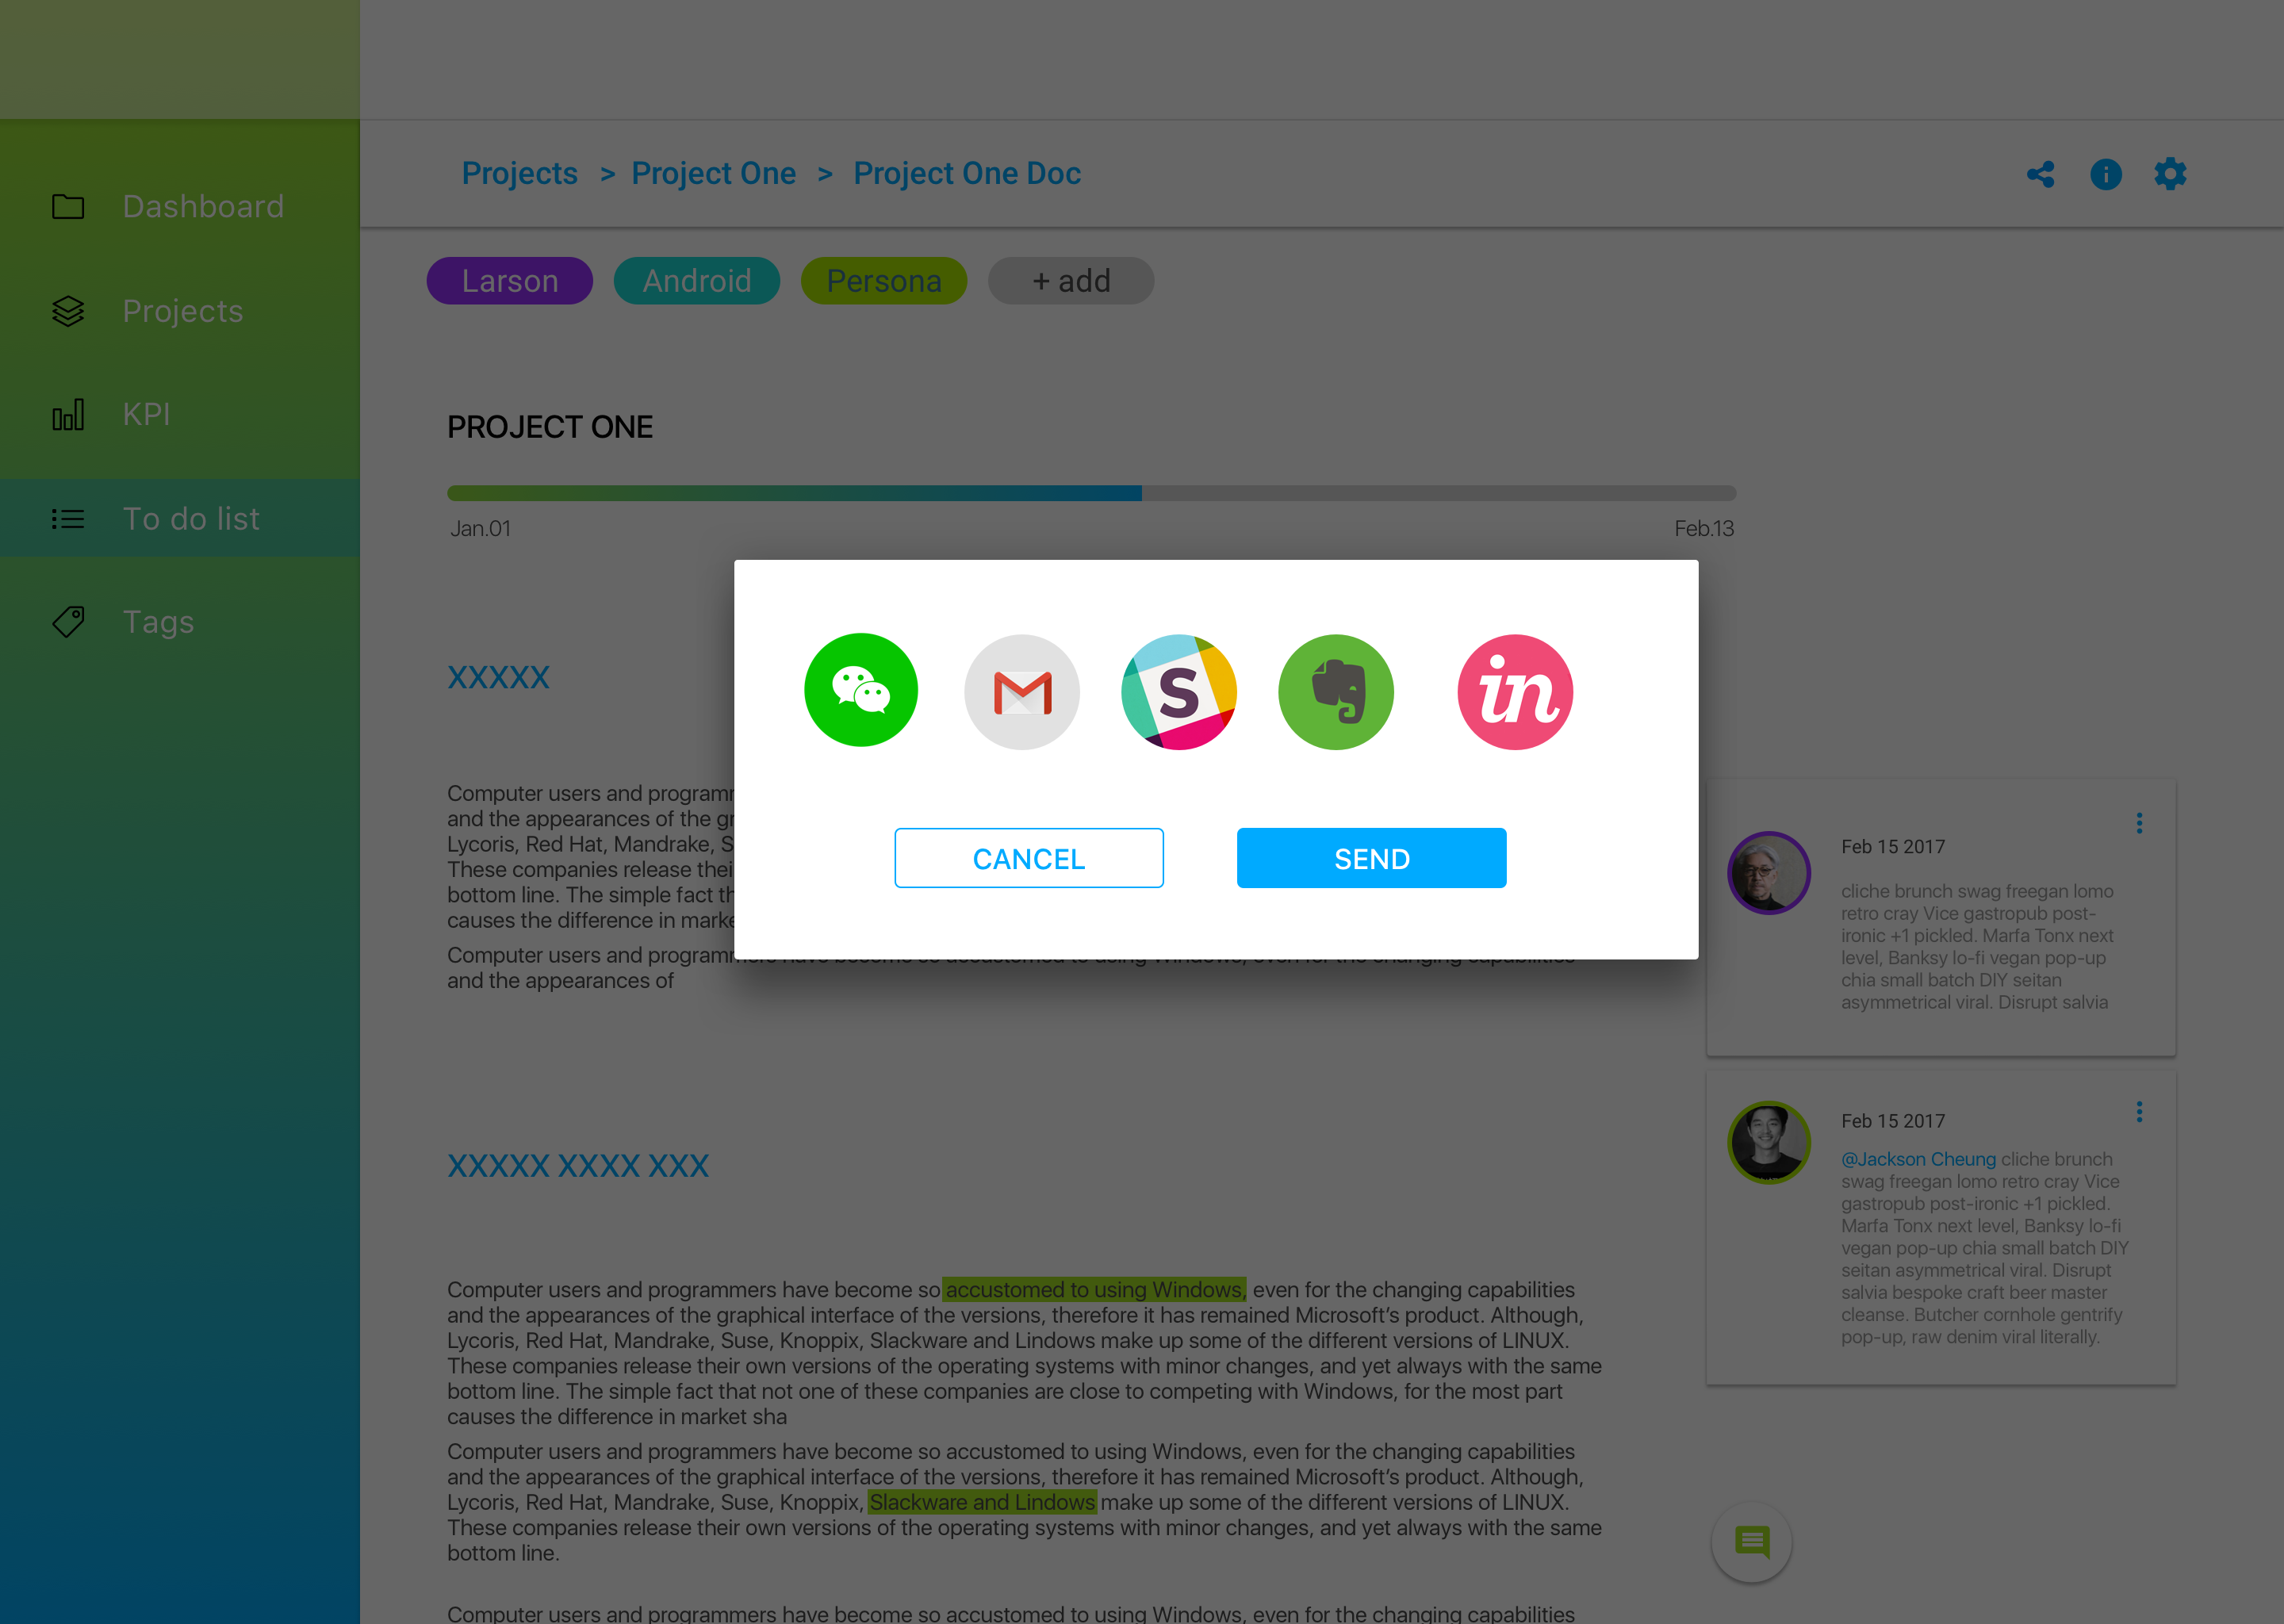 Dashboard
Projects
KPI
To do list
Tags
Projects > Project One > Project One Doc
Larson
Android
Persona
+ add
PROJECT ONE
Jan.01
Feb.13
XXXXX
Computer users and program
and the appearances of the
Lycoris, Red Hat, Mandrake,
These companies release
bottom line. The simple fact
causes the difference in
Computer users and programmers have become so accustomed to using Windows, even for the changing capabilities
and the appearances of
S
in
CANCEL
SEND
Feb 15 2017
cliche brunch swag freegan lomo
retro cray Vice gastropub post-
ironic +1 pickled. Marfa Tonx next
level, Banksy lo-fi vegan pop-up
chia small batch DIY seitan
asymmetrical viral. Disrupt salvia
Feb 15 2017
@Jackson Cheung cliche brunch
swag freegan lomo retro cray Vice
gastropub post-ironic +1 pickled.
Marfa Tonx next level, Banksy lo-fi
vegan pop-up chia small batch DIY
seitan asymmetrical viral. Disrupt
salvia bespoke craft beer master
cleanse. Butcher cornhole gentrify
pop-up, raw denim viral literally.
XXXXX XXXX XXX
Computer users and programmers have become so accustomed to using Windows, even for the changing capabilities
and the appearances of the graphical interface of the versions, therefore it has remained Microsoft's product. Although,
Lycoris, Red Hat, Mandrake, Suse, Knoppix, Slackware and Lindows make up some of the different versions of LINUX.
These companies release their own versions of the operating systems with minor changes, and yet always with the same
bottom line. The simple fact that not one of these companies are close to competing with Windows, for the most part
causes the difference in market sha
Computer users and programmers have become so accustomed to using Windows, even for the changing capabilities
and the appearances of the graphical interface of the versions, therefore it has remained Microsoft's product. Although,
Lycoris, Red Hat, Mandrake, Suse, Knoppix, Slackware and Lindows make up some of the different versions of LINUX.
These companies release their own versions of the operating systems with minor changes, and yet always with the same
bottom line.
Computer users and programmers have become so accustomed to using Windows, even for the changing capabilities